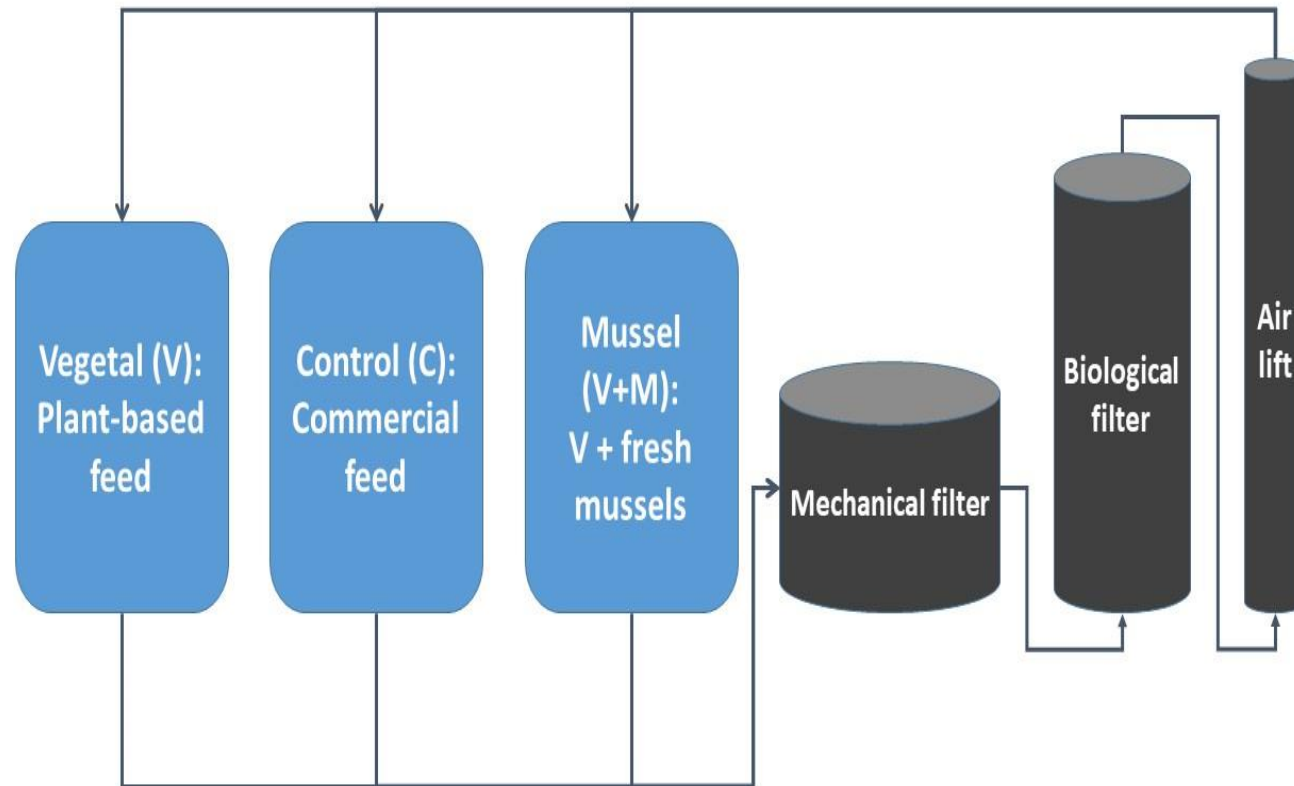 Vegetal (V):
Plant-based
feed
Control (C):
Commercial
feed
Mussel
(V+M):
V + fresh
mussels
Mechanical filter
Biological
filter
Air
lift